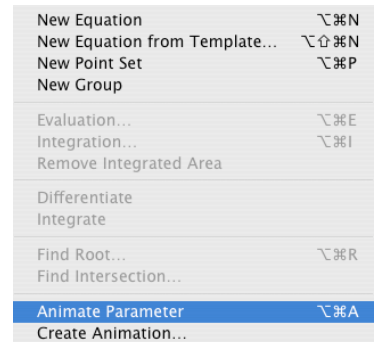 New Equation ⌥⌘N
New Equation from Template... ⌥⇧⌘N
New Point Set ⌥⌘P
New Group
Evaluation... ⌥⌘E
Integration... ⌥⌘I
Remove Integrated Area
Differentiate
Integrate
Find Root... ⌥⌘R
Find Intersection...
Animate Parameter ⌥⌘A
Create Animation...